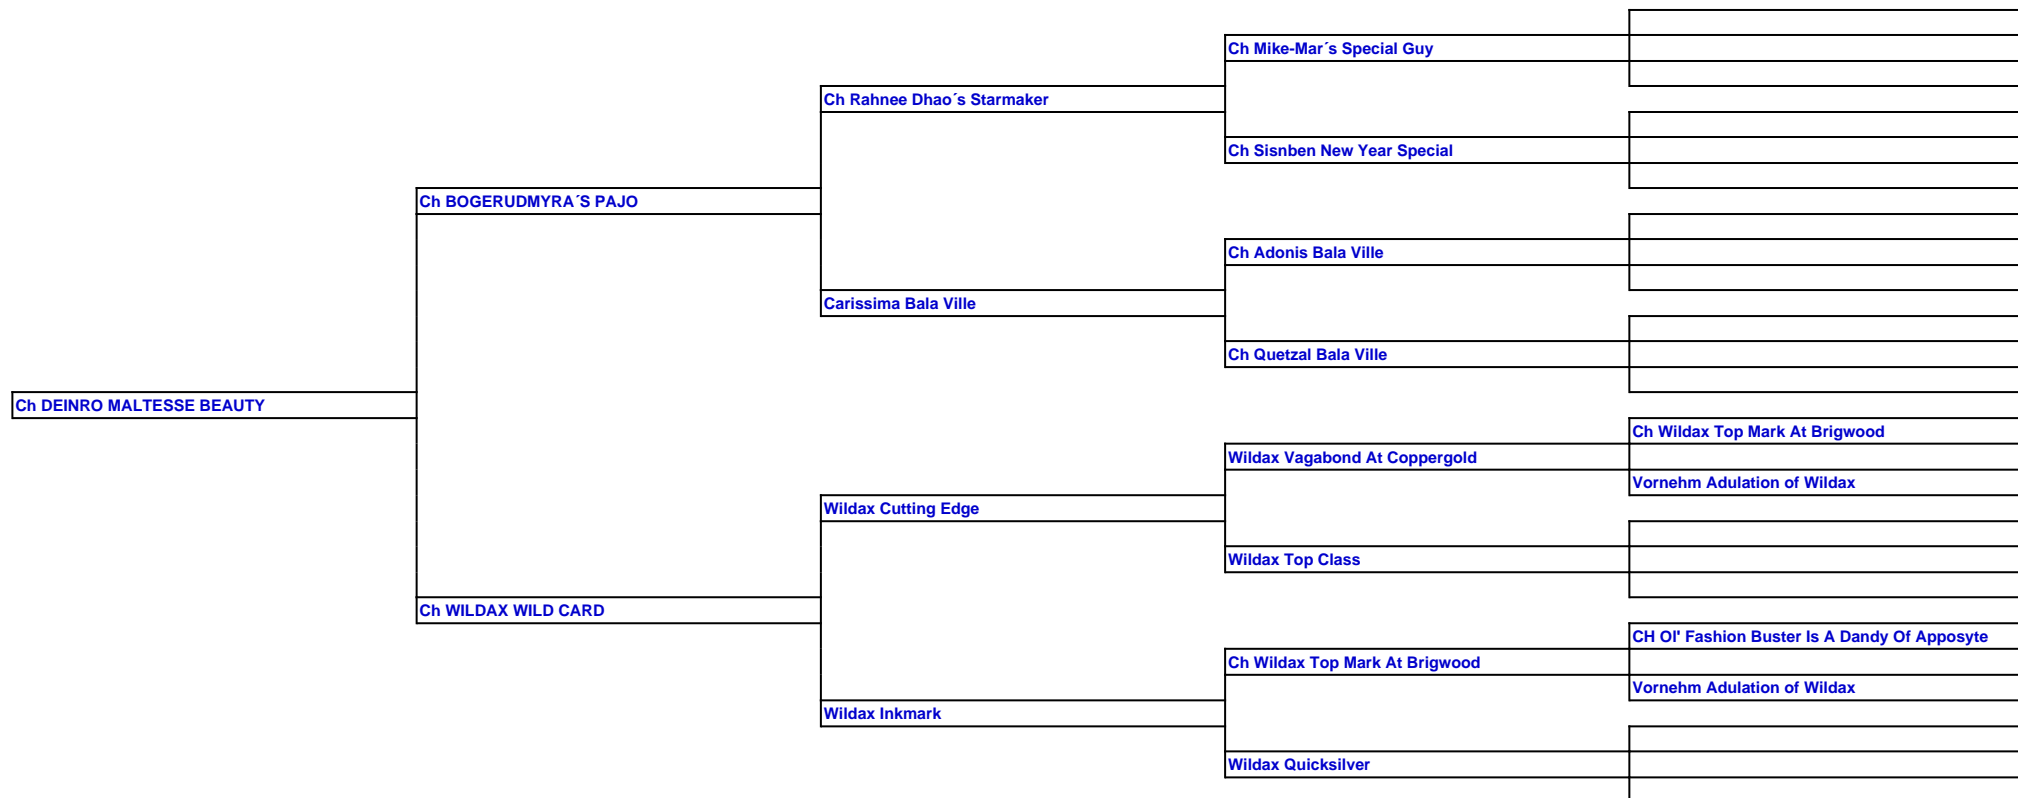 Ch Mike-Mar´s Special Guy
Ch Rahnee Dhao´s Starmaker
Ch Sisnben New Year Special
Ch BOGERUDMYRA´S PAJO
Ch Adonis Bala Ville
Carissima Bala Ville
Ch Quetzal Bala Ville
Ch DEINRO MALTESSE BEAUTY
Ch Wildax Top Mark At Brigwood
Wildax Vagabond At Coppergold
Vornehm Adulation of Wildax
Wildax Cutting Edge
Wildax Top Class
Ch WILDAX WILD CARD
CH Ol' Fashion Buster Is A Dandy Of Apposyte
Ch Wildax Top Mark At Brigwood
Vornehm Adulation of Wildax
Wildax Inkmark
Wildax Quicksilver